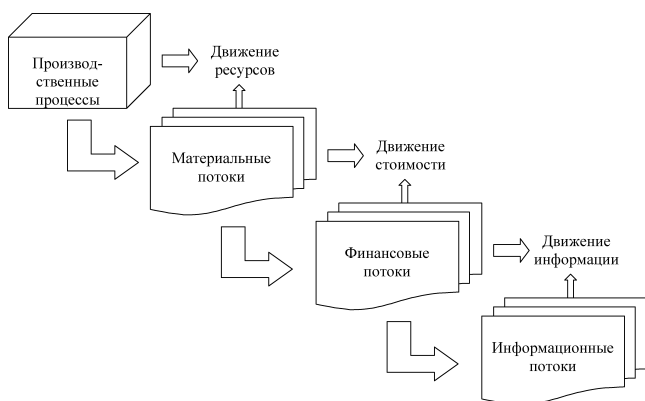 Производ-
ственные
процессы
Движение
ресурсов
Материальные
потоки
Движение
стоимости
Финансовые
потоки
Движение
информации
Информационные
потоки